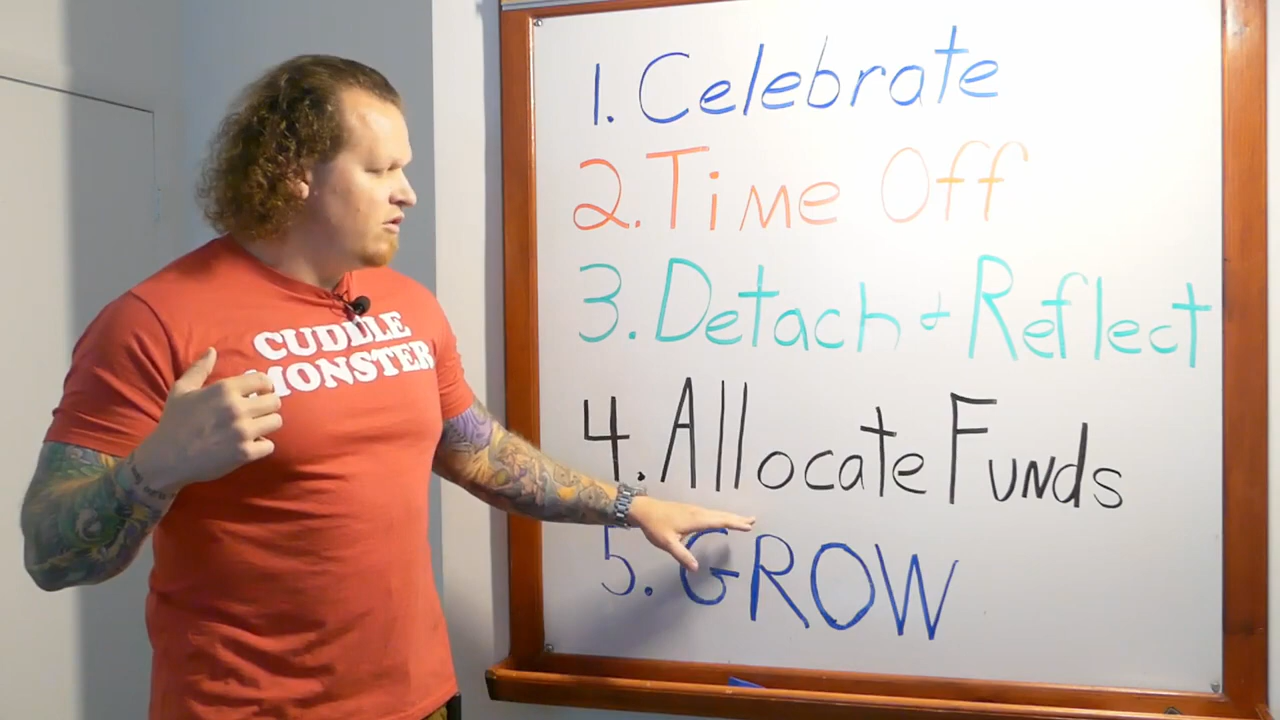 CUDDLE
MONSTER
1. Celebrate
2. Time Off
3. Detach & Reflect
4. Allocate Funds
5. GROW